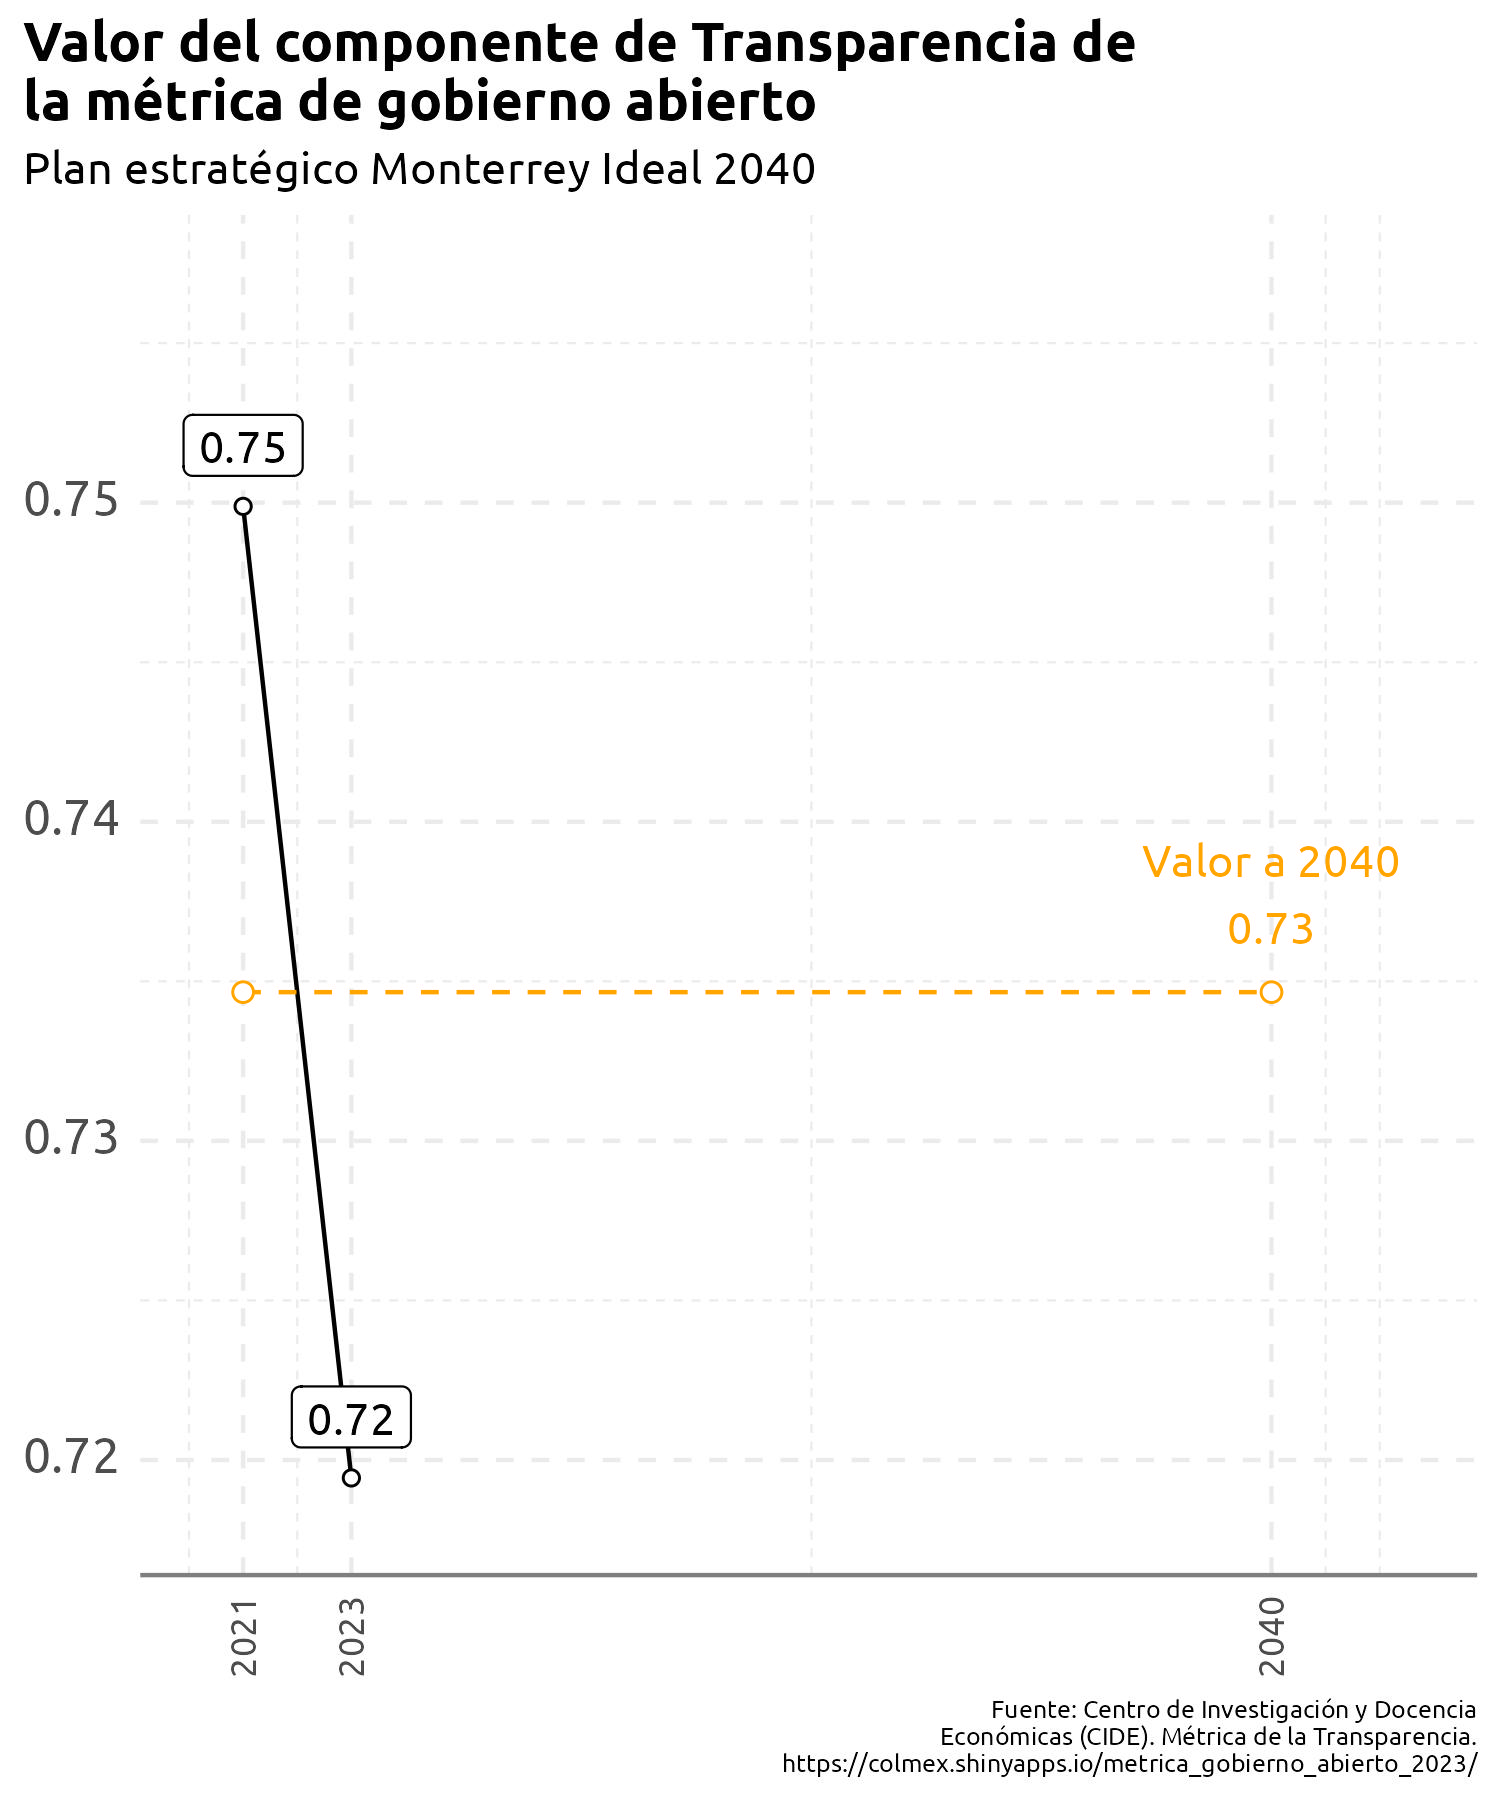 Valor del componente de Transparencia de
la métrica de gobierno abierto
Plan estratégico Monterrey Ideal 2040
0.75
0.75
0.74
Valor a 2040
0.73
0.73
0.72
0.72
2021
2023
2040
Fuente: Centro de Investigación y Docencia
Económicas (CIDE). Métrica de la Transparencia.
https://colmex.shinyapps.io/metrica_gobierno_abierto_2023/